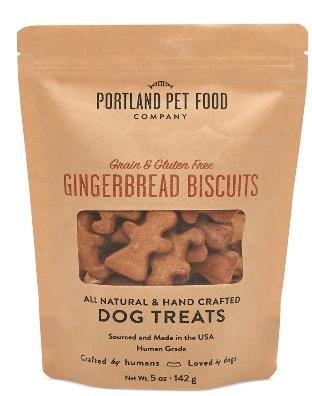 PORTLAND PET FOOD
COMPANY
Grain & Gluten Free
GINGERBREAD BISCUITS
ALL NATURAL & HAND CRAFTED
DOG TREATS
Sourced and Made in the USA
Human Grade
Crafted by humans Loved by dogs
Net Wt. 5 oz · 142 g